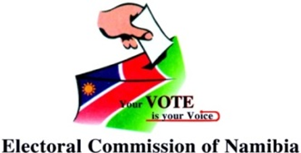 Your VOTE
is your Voice
Electoral Commission of Namibia